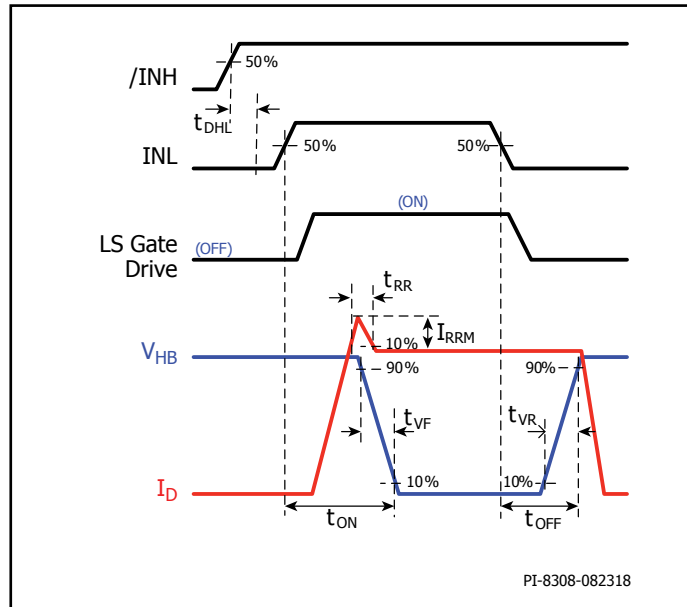 /INH
50%
tDHL
INL
50%
50%
LS Gate
Drive
(OFF)
(ON)
tRR
IRRM
10%
VHB
90%
90%
tVF
tVR
10%
10%
ID
tON
tOFF
PI-8308-082318